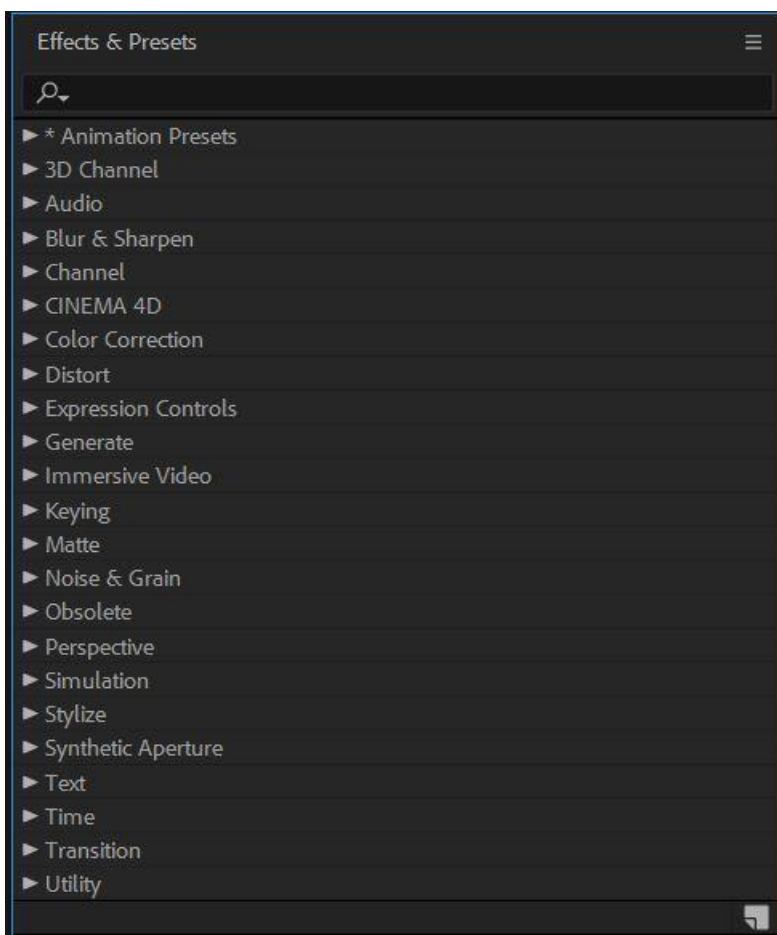 Effects & Presets
* Animation Presets
3D Channel
Audio
Blur & Sharpen
Channel
CINEMA 4D
Color Correction
Distort
Expression Controls
Generate
Immersive Video
Keying
Matte
Noise & Grain
Obsolete
Perspective
Simulation
Stylize
Synthetic Aperture
Text
Time
Transition
Utility